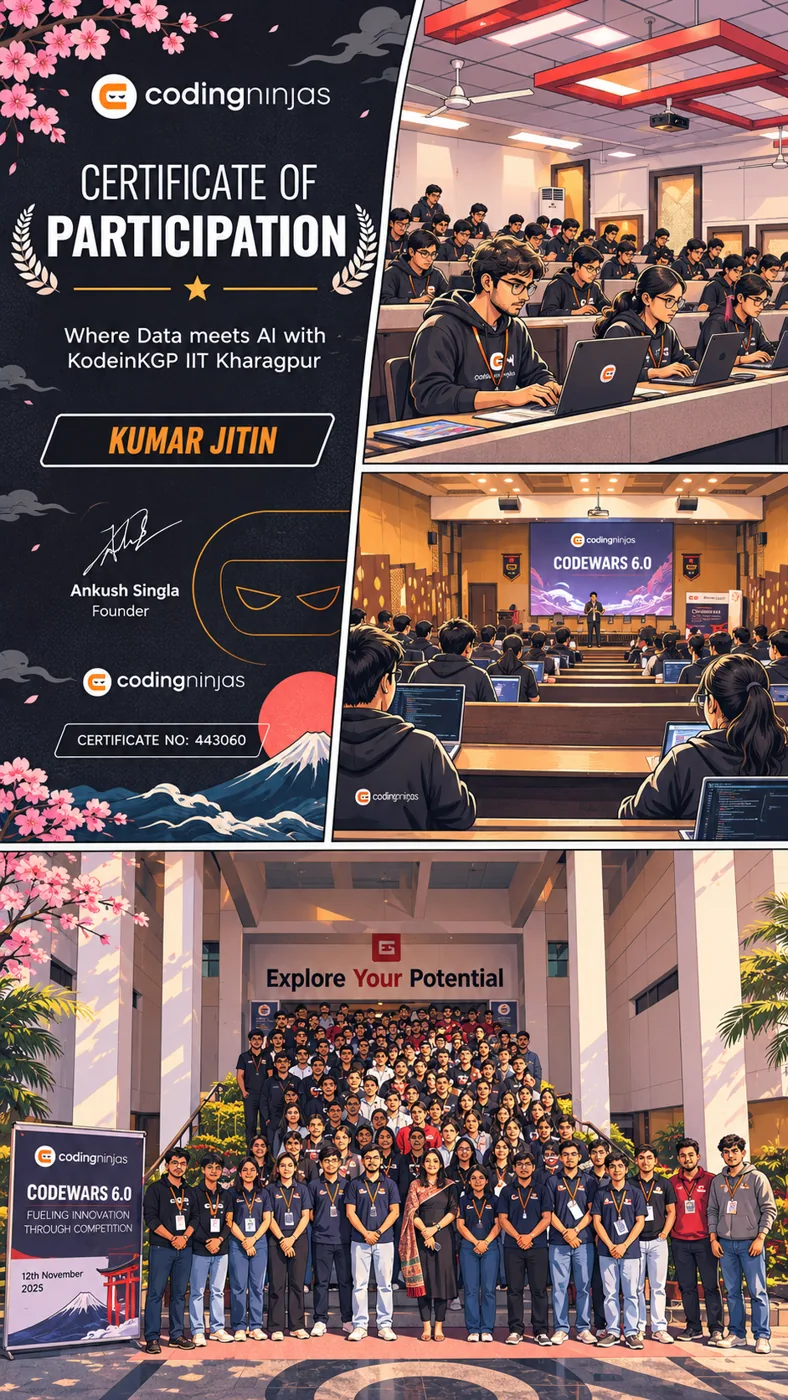 codingninjas
CERTIFICATE OF
PARTICIPATION
Where Data meets AI with
KodeinKGP IIT Kharagpur
KUMAR JITIN
Ankush Singla
Founder
codingninjas
CERTIFICATE NO: 443060
codingninjas
CODEWARS 6.0
codingninjas
Explore Your Potential
codingninjas
CODEWARS 6.0
FUELING INNOVATION
THROUGH COMPETITION
12th November
2025